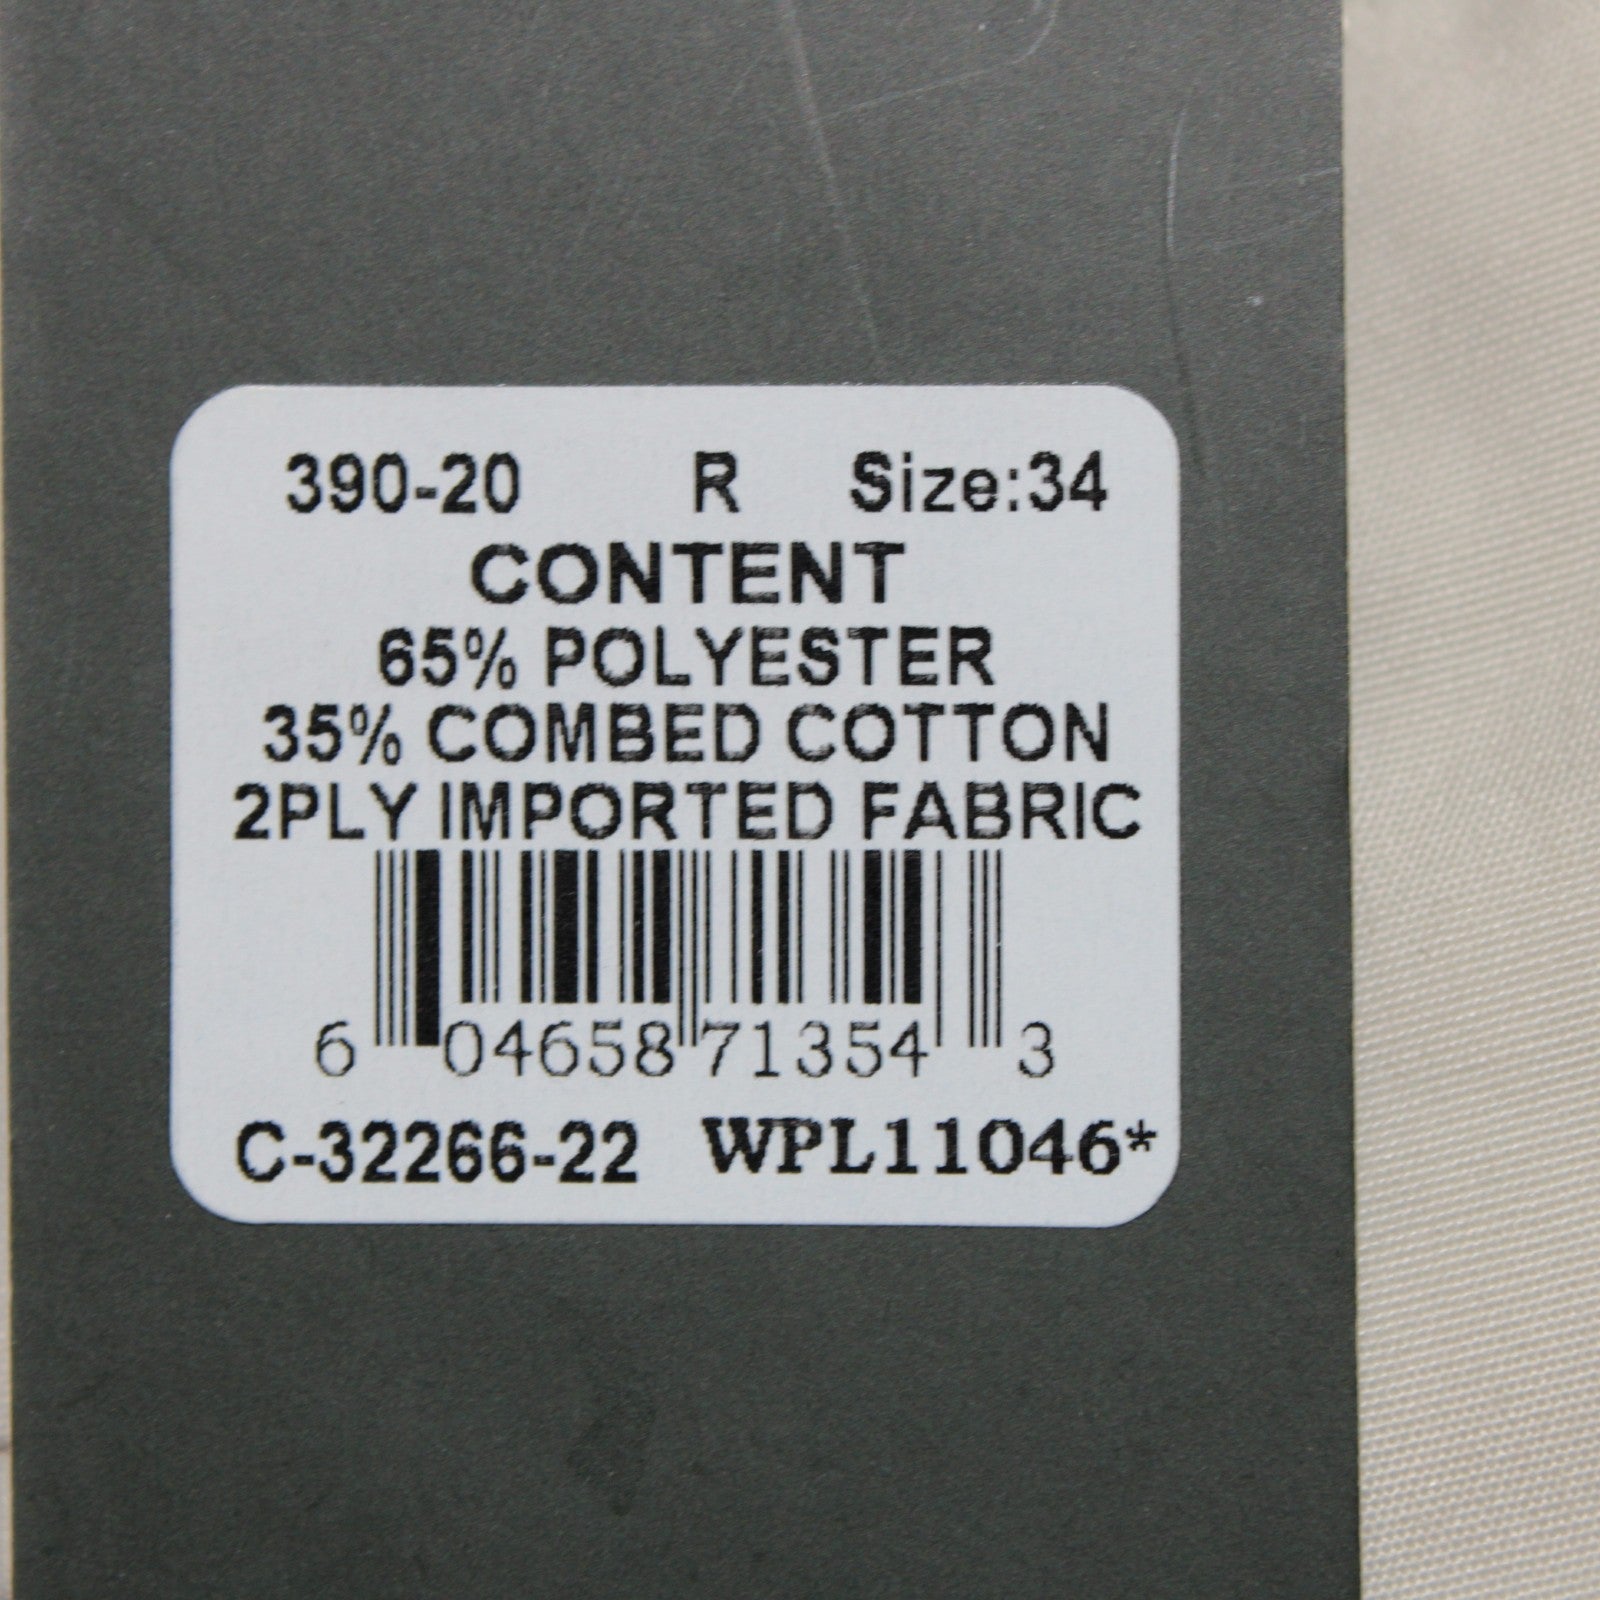 390-20 R Size:34
CONTENT
65% POLYESTER
35% COMBED COTTON
2PLY IMPORTED FABRIC
6 04658 71354 3
C-32266-22 WPL11046*